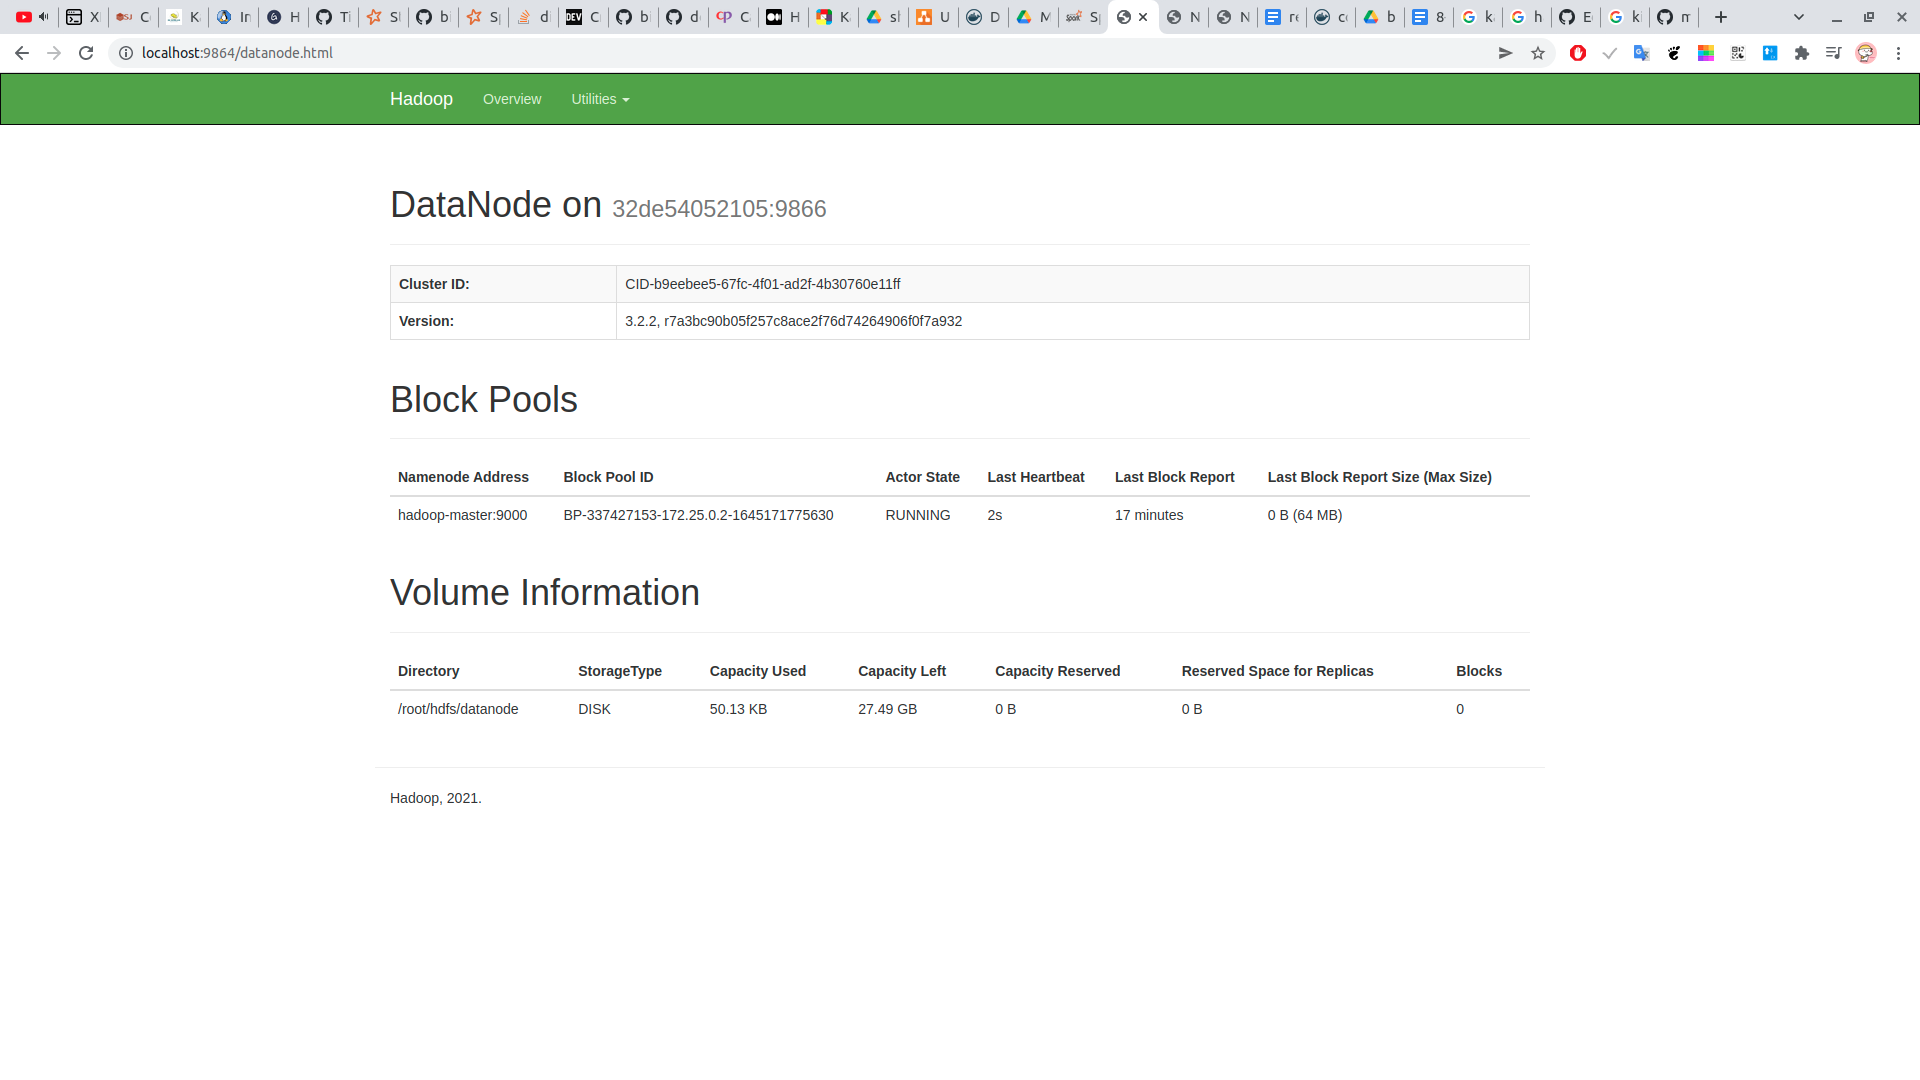 localhost:9864/datanode.html
Hadoop Overview Utilities
DataNode on 32de54052105:9866
Cluster ID: CID-b9eebee5-67fc-4f01-ad2f-4b30760e11ff
Version: 3.2.2, r7a3bc90b05f257c8ace2f76d74264906f0f7a932
Block Pools
Namenode Address Block Pool ID Actor State Last Heartbeat Last Block Report Last Block Report Size (Max Size)
hadoop-master:9000 BP-337427153-172.25.0.2-1645171775630 RUNNING 2s 17 minutes 0 B (64 MB)
Volume Information
Directory StorageType Capacity Used Capacity Left Capacity Reserved Reserved Space for Replicas Blocks
/root/hdfs/datanode DISK 50.13 KB 27.49 GB 0 B 0 B 0
Hadoop, 2021.